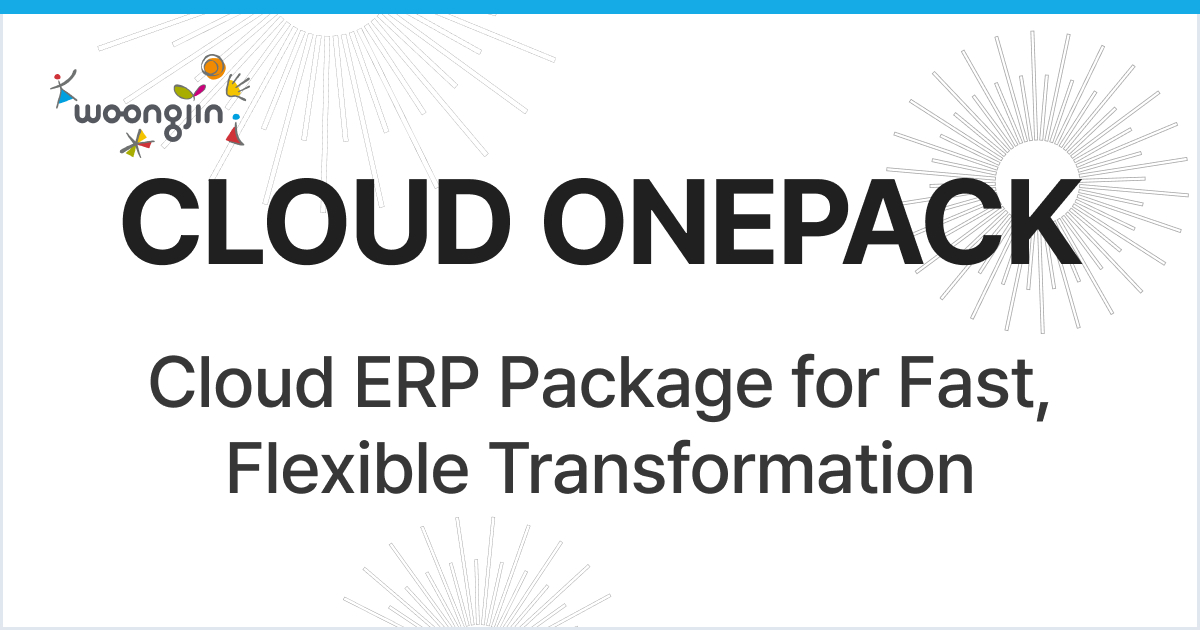 woongjin
CLOUD ONEPACK
Cloud ERP Package for Fast,
Flexible Transformation